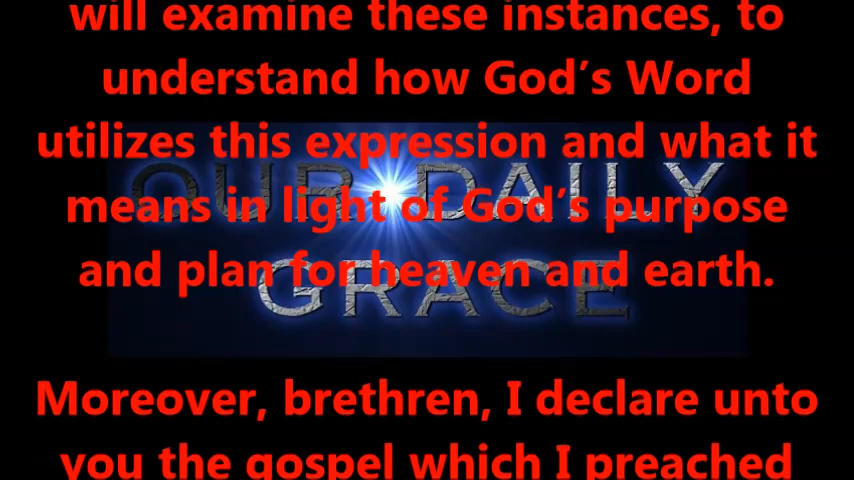 will examine these instances, to
understand how God's Word
utilizes this expression and what it
means in light of God's purpose
and plan for heaven and earth.
Moreover, brethren, I declare unto
you the gospel which I preached
OUR DAILY
GRACE